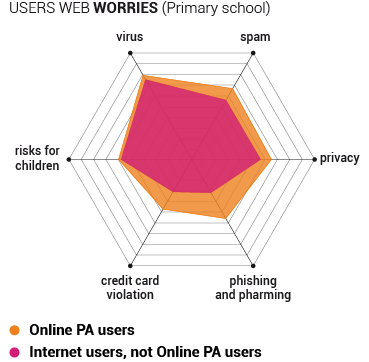 USERS WEB WORRIES (Primary school)
virus
spam
risks for
children
privacy
credit card
violation
phishing
and pharming
Online PA users
Internet users, not Online PA users